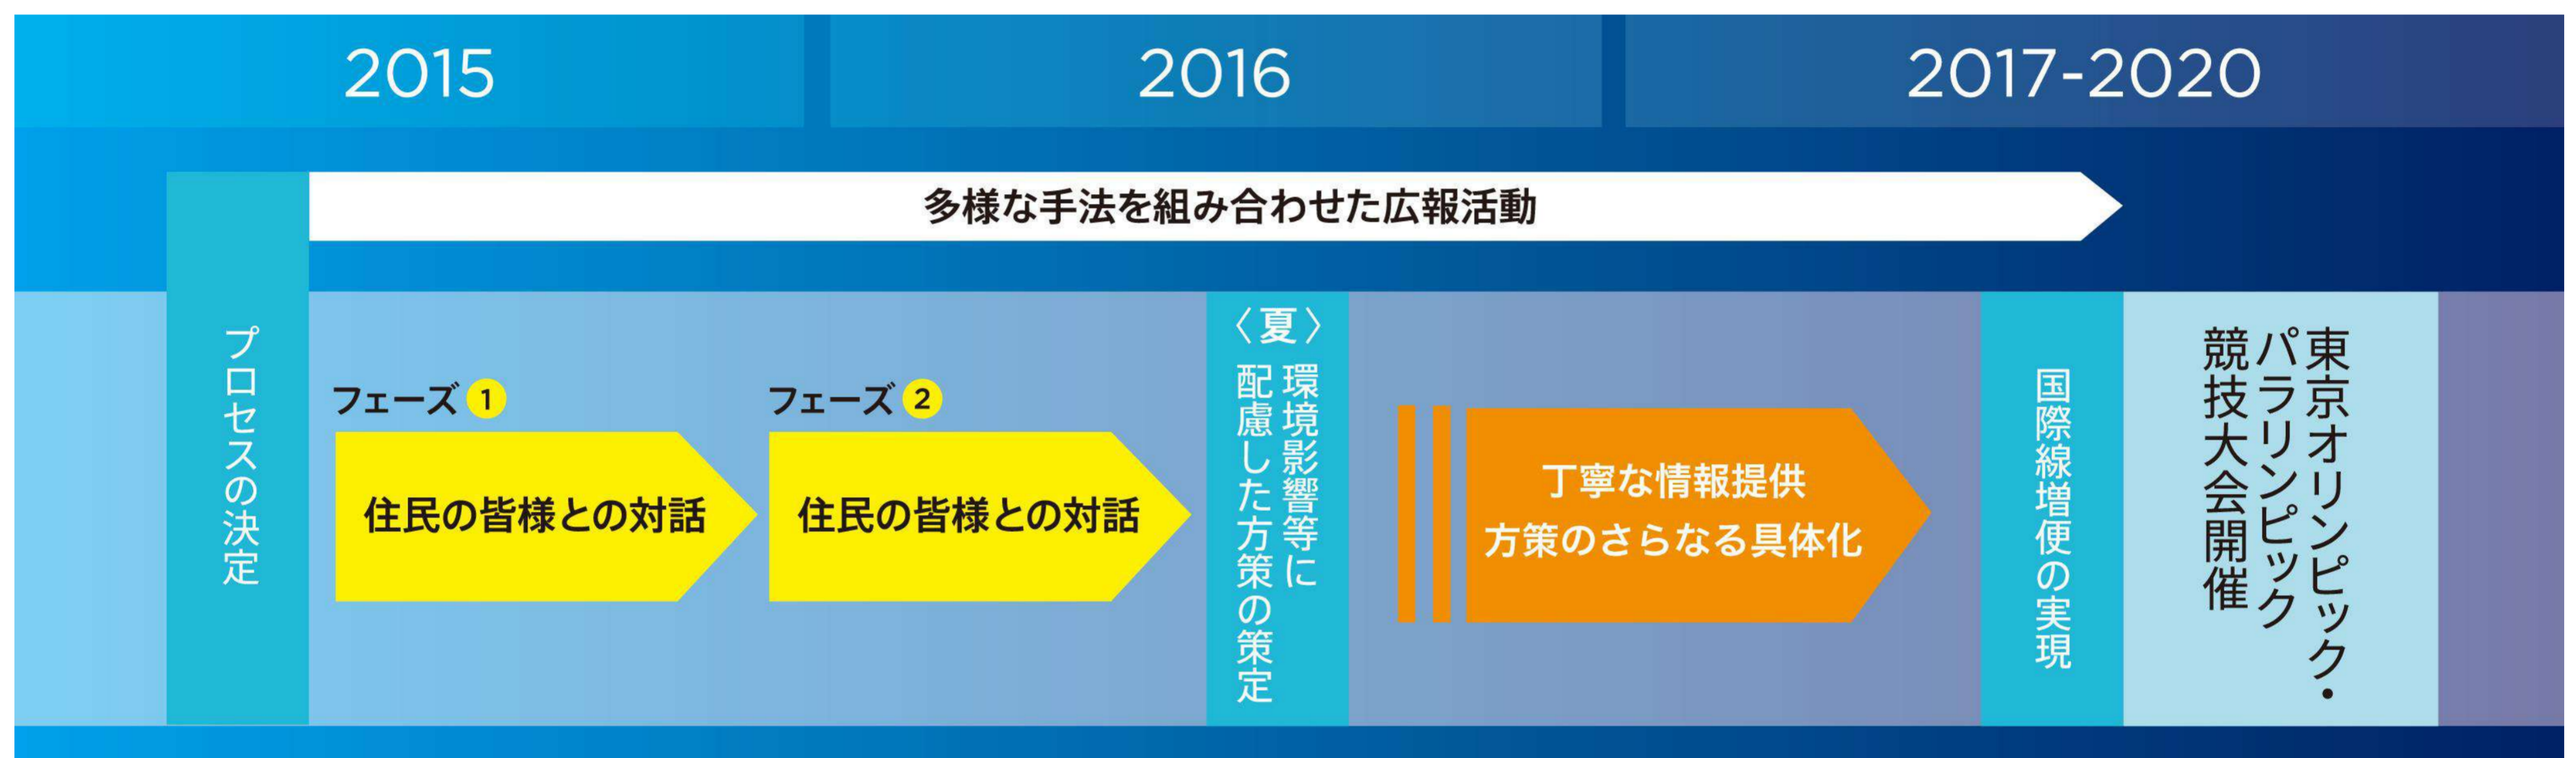 2015
2016
2017-2020
多様な手法を組み合わせた広報活動
プロセスの決定
フェーズ 1
住民の皆様との対話
フェーズ 2
住民の皆様との対話
〈夏〉
環境影響等に
配慮した方策の策定
丁寧な情報提供
方策のさらなる具体化
国際線増便の実現
東京オリンピック・
パラリンピック
競技大会開催